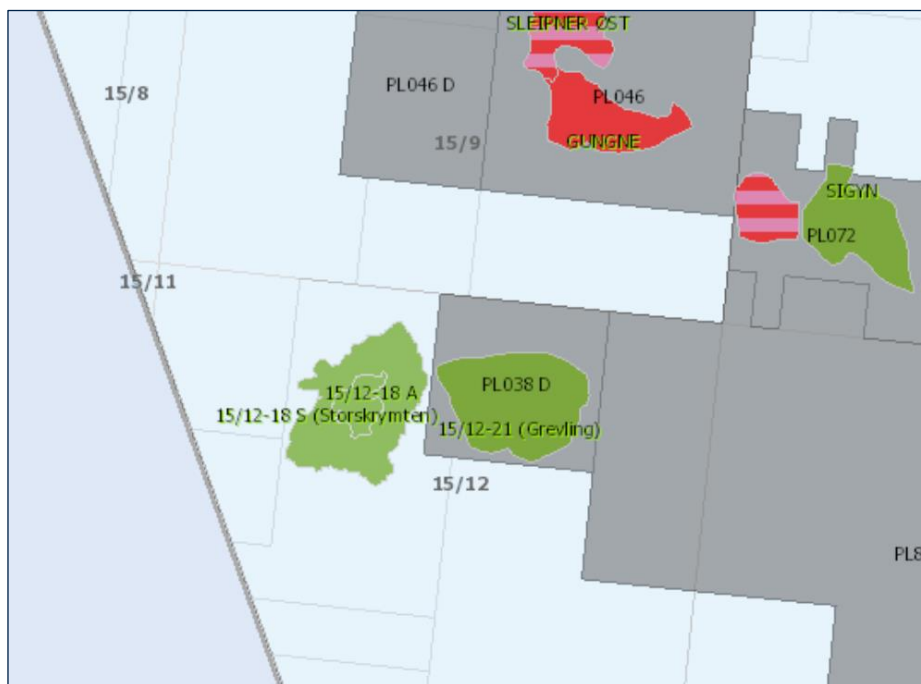 SLEIPNER ØST
15/8
PL046 D
PL046
15/9
GUNGNE
SIGYN
PL072
15/11
15/12-18 A
PL038 D
15/12-18 S (Storskrymten)
15/12-21 (Grevling)
15/12
PL8